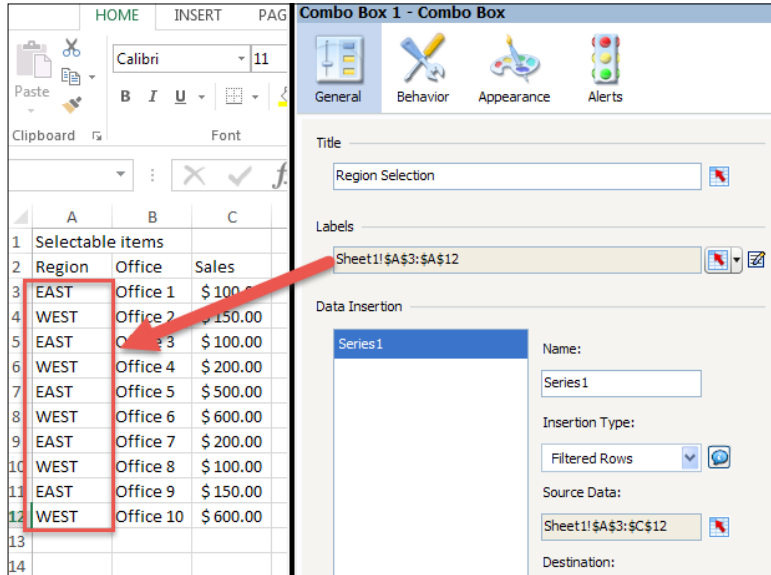 HOME INSERT PAG
Calibri 11
Paste
B I U
Clipboard Font
A B C
1 Selectable items
2 Region Office Sales
3 EAST Office 1
4 WEST Office 2 $ 150.00
5 EAST Office 3 $ 100.00
6 WEST Office 4 $ 200.00
7 EAST Office 5 $ 500.00
8 WEST Office 6 $ 600.00
9 EAST Office 7 $ 200.00
10 WEST Office 8 $ 100.00
11 EAST Office 9 $ 150.00
12 WEST Office 10 $ 600.00
13
14
Combo Box 1 - Combo Box
General Behavior Appearance Alerts
Title
Region Selection
Labels
Sheet1!$A$3:$A$12
Data Insertion
Series1
Name:
Series1
Insertion Type:
Filtered Rows
Source Data:
Sheet1!$A$3:$C$12
Destination: